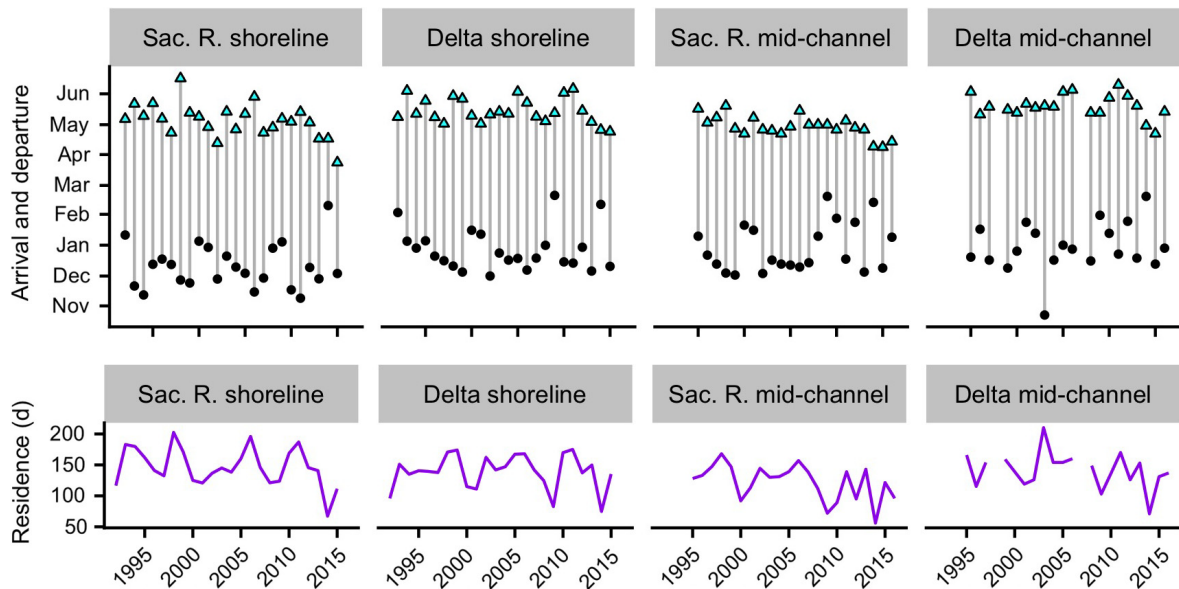 Sac. R. shoreline
Delta shoreline
Sac. R. mid-channel
Delta mid-channel
Arrival and departure
Jun
May
Apr
Mar
Feb
Jan
Dec
Nov
Sac. R. shoreline
Delta shoreline
Sac. R. mid-channel
Delta mid-channel
Residence (d)
200
150
100
50
1995 2000 2005 2010 2015
1995 2000 2005 2010 2015
1995 2000 2005 2010 2015
1995 2000 2005 2010 2015